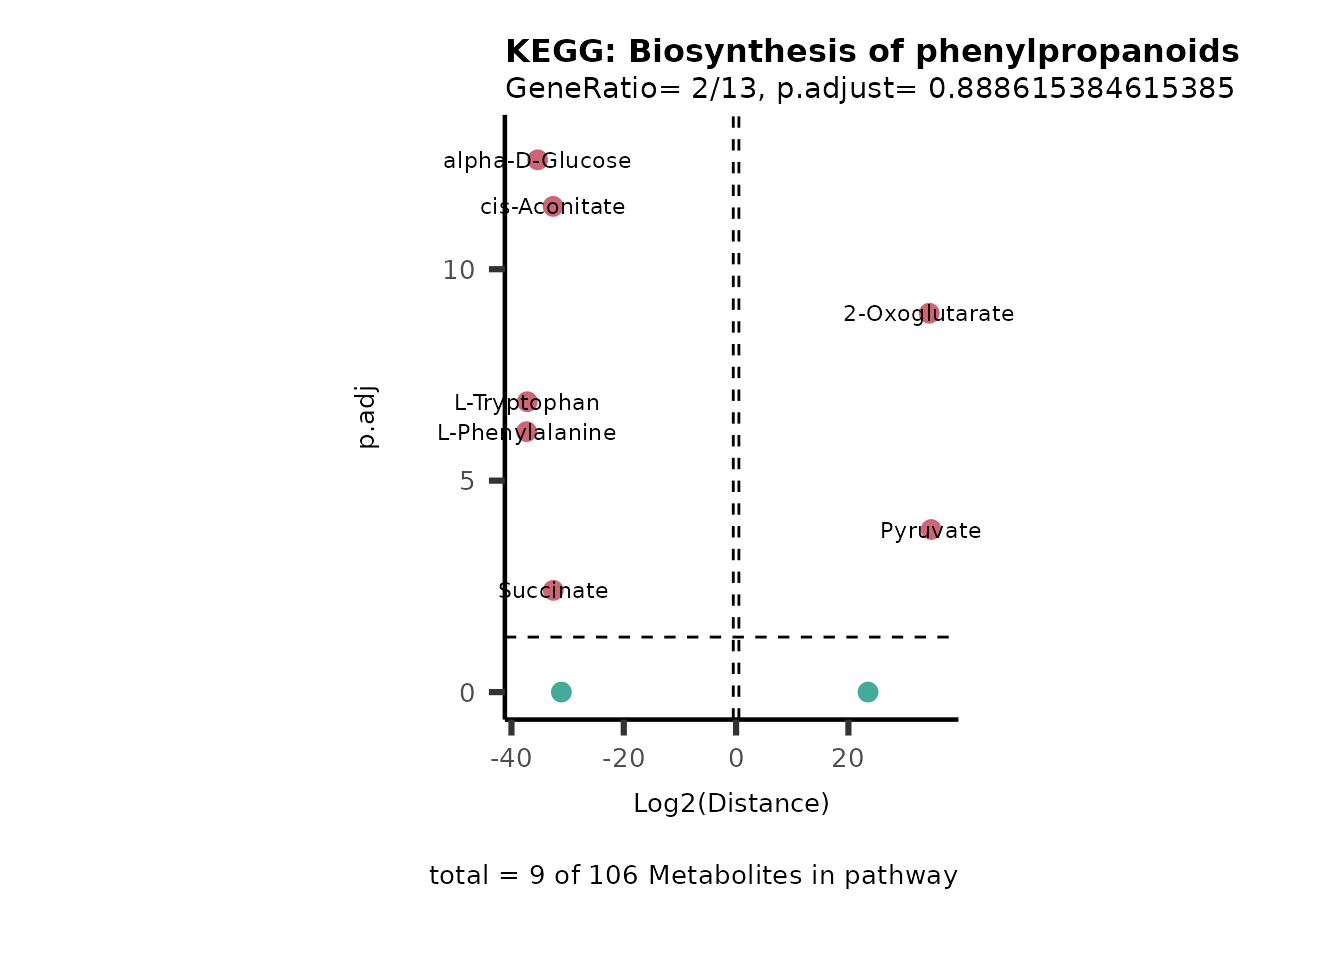 KEGG: Biosynthesis of phenylpropanoids
GeneRatio= 2/13, p.adjust= 0.888615384615385
alpha-D-Glucose
cis-Aconitate
10
2-Oxoglutarate
L-Tryptophan
p.adj
L-Phenylalanine
5
Pyruvate
Succinate
0
-40 -20 0 20
Log2(Distance)
total = 9 of 106 Metabolites in pathway